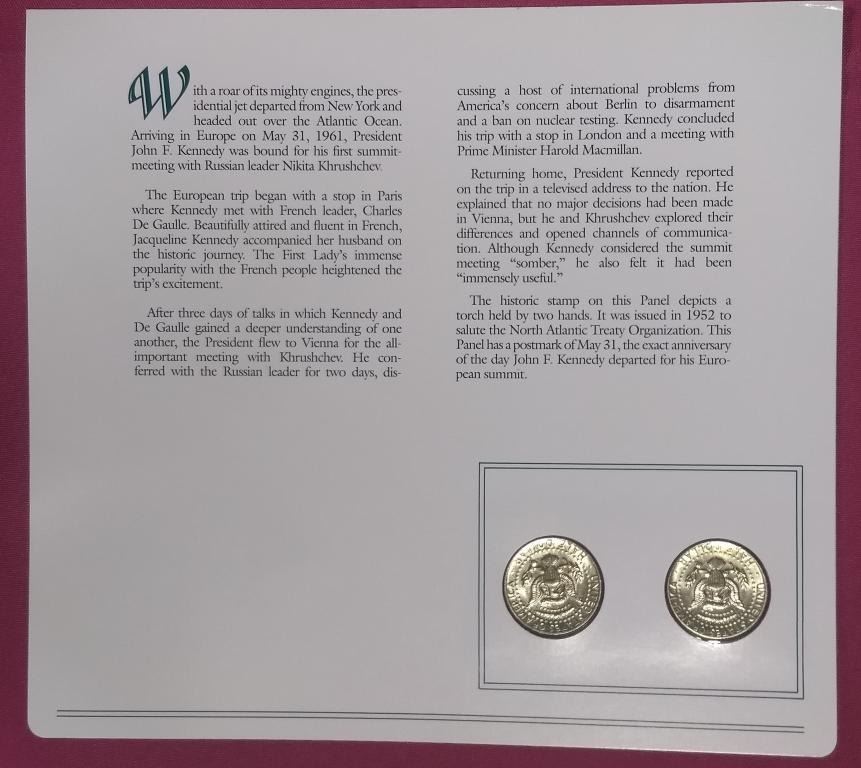 With a roar of its mighty engines, the pres-
idential jet departed from New York and
headed out over the Atlantic Ocean.
Arriving in Europe on May 31, 1961, President
John F. Kennedy was bound for his first summit-
meeting with Russian leader Nikita Khrushchev.
The European trip began with a stop in Paris
where Kennedy met with French leader, Charles
De Gaulle. Beautifully attired and fluent in French,
Jacqueline Kennedy accompanied her husband on
the historic journey. The First Lady's immense
popularity with the French people heightened the
trip's excitement.
After three days of talks in which Kennedy and
De Gaulle gained a deeper understanding of one
another, the President flew to Vienna for the all-
important meeting with Khrushchev. He con-
ferred with the Russian leader for two days, dis-
cussing a host of international problems from
America's concern about Berlin to disarmament
and a ban on nuclear testing. Kennedy concluded
his trip with a stop in London and a meeting with
Prime Minister Harold Macmillan.
Returning home, President Kennedy reported
on the trip in a televised address to the nation. He
explained that no major decisions had been made
in Vienna, but he and Khrushchev explored their
differences and opened channels of communica-
tion. Although Kennedy considered the summit
meeting “somber,” he also felt it had been
“immensely useful.”
The historic stamp on this Panel depicts a
torch held by two hands. It was issued in 1952 to
salute the North Atlantic Treaty Organization. This
Panel has a postmark of May 31, the exact anniversary
of the day John F. Kennedy departed for his Euro-
pean summit.